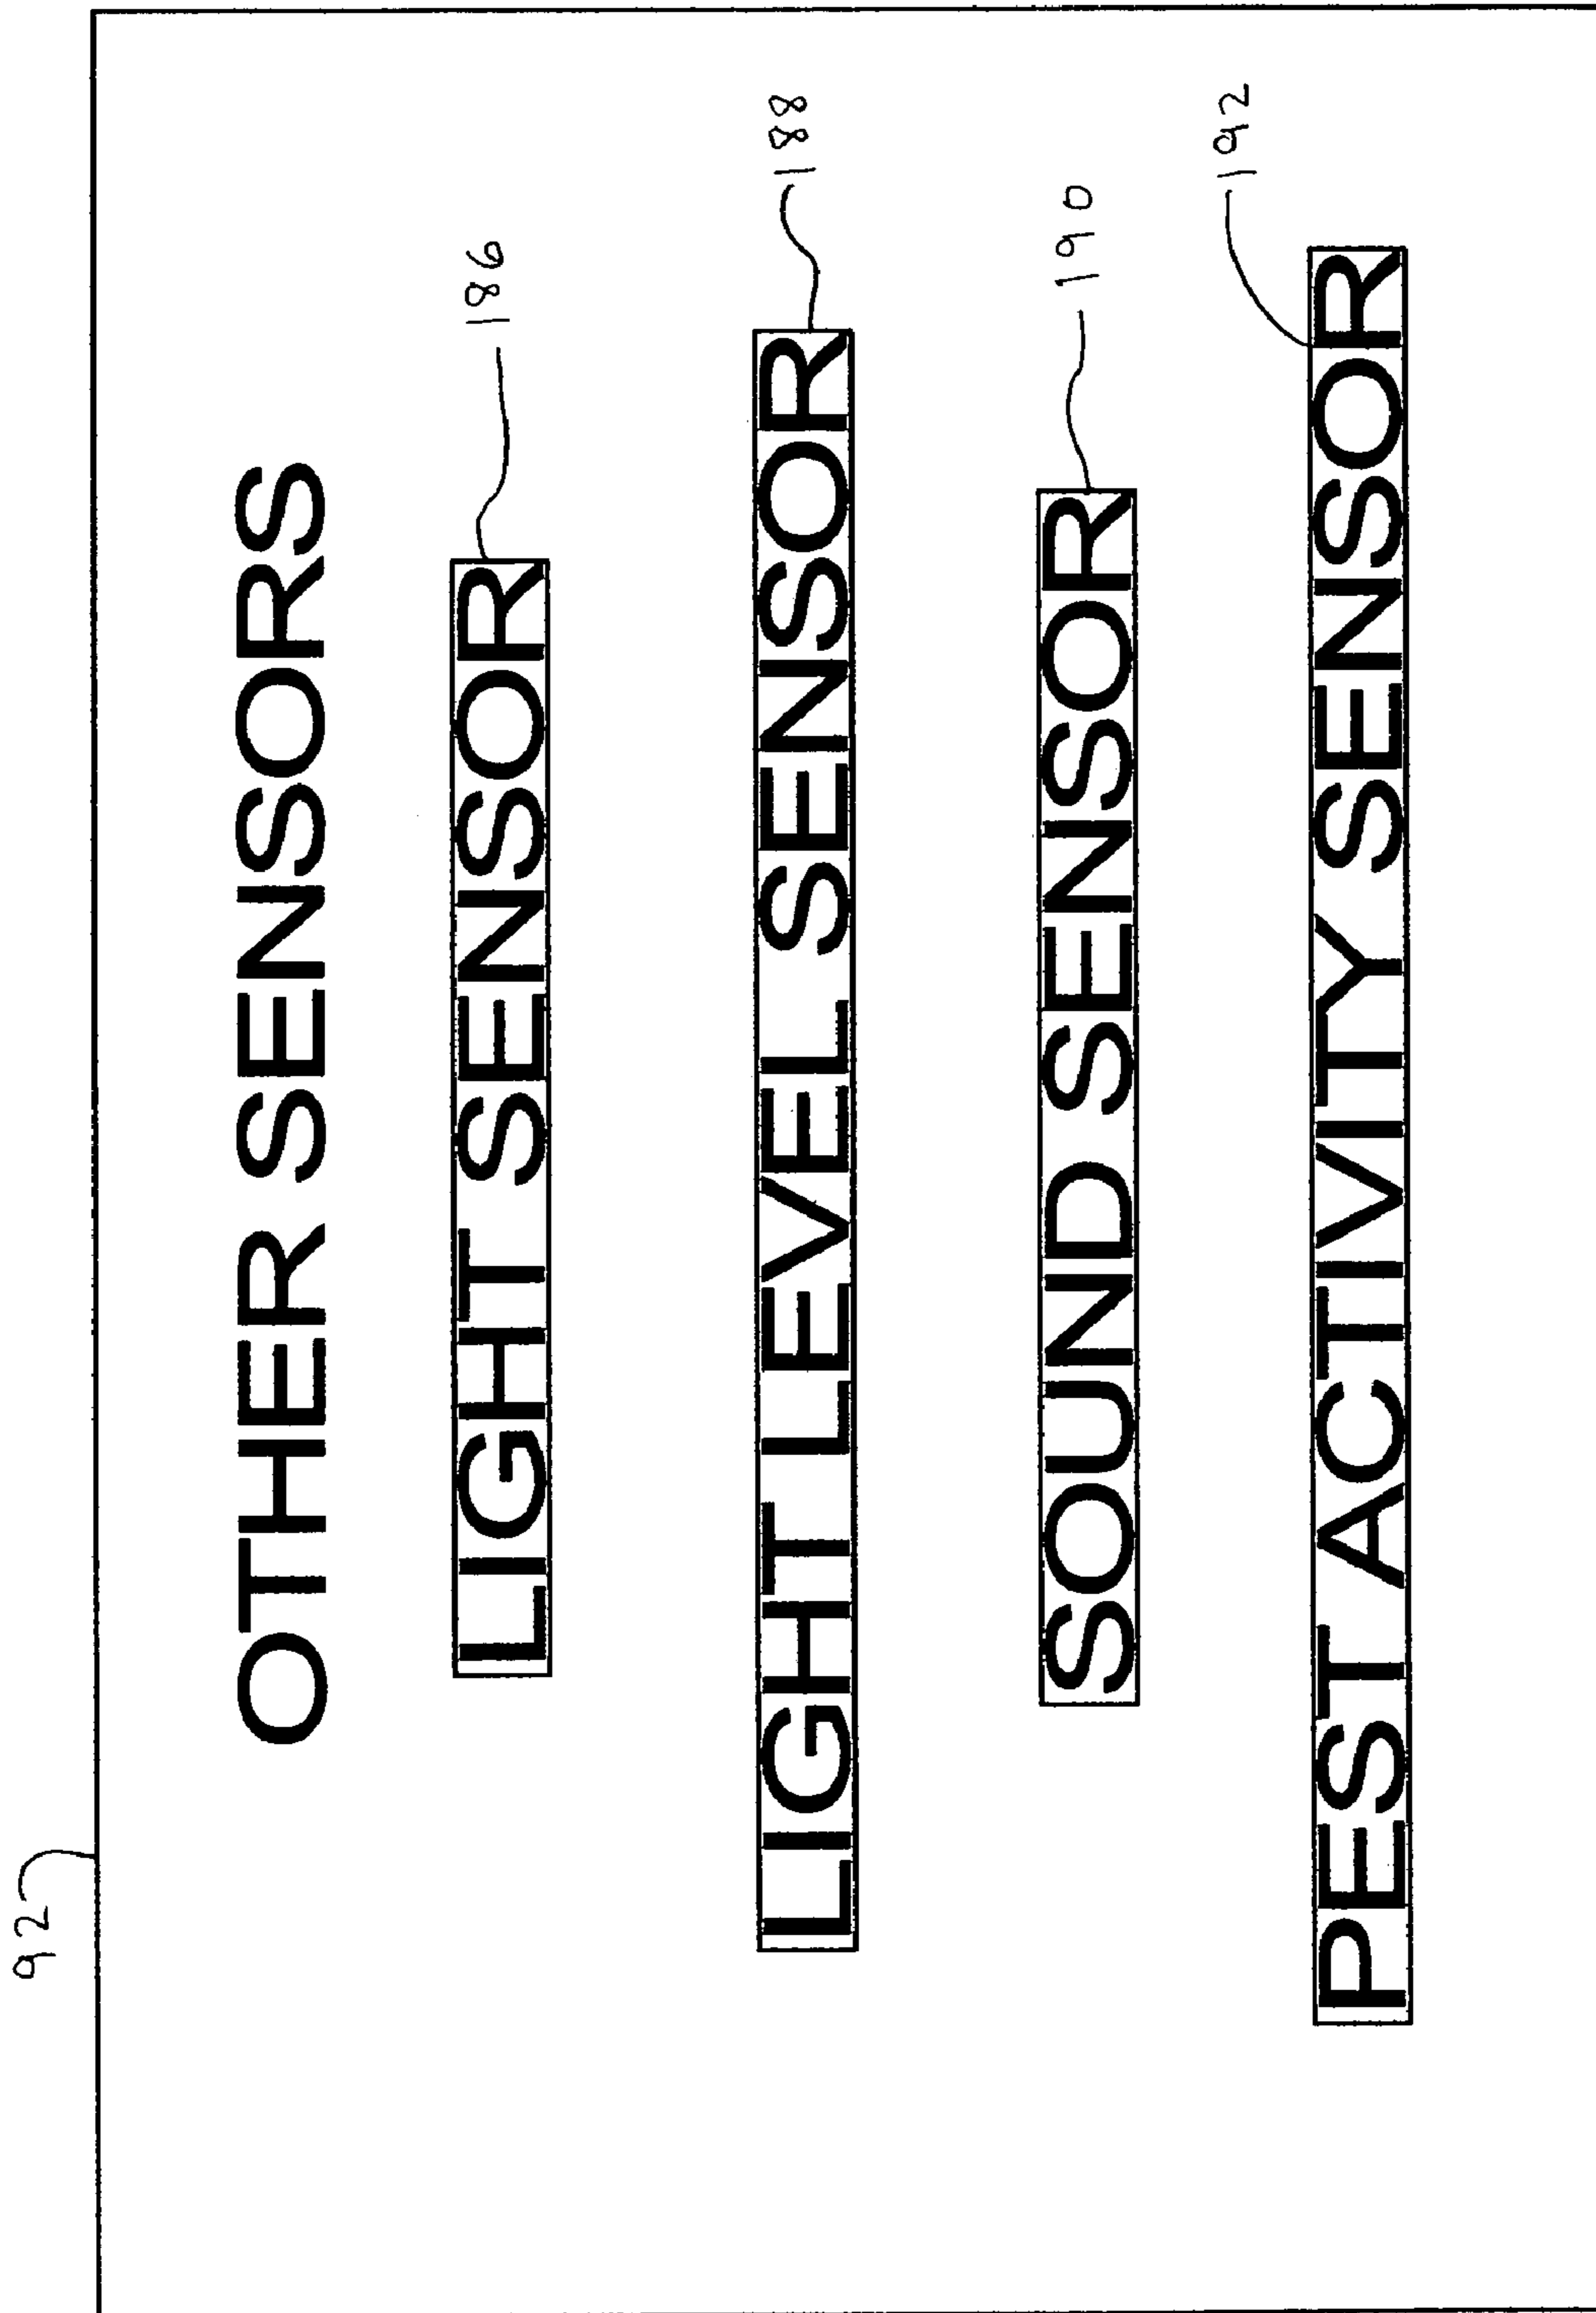 92
OTHER SENSORS
186
LIGHT SENSOR
188
LIGHT LEVEL SENSOR
190
SOUND SENSOR
192
PEST ACTIVITY SENSOR